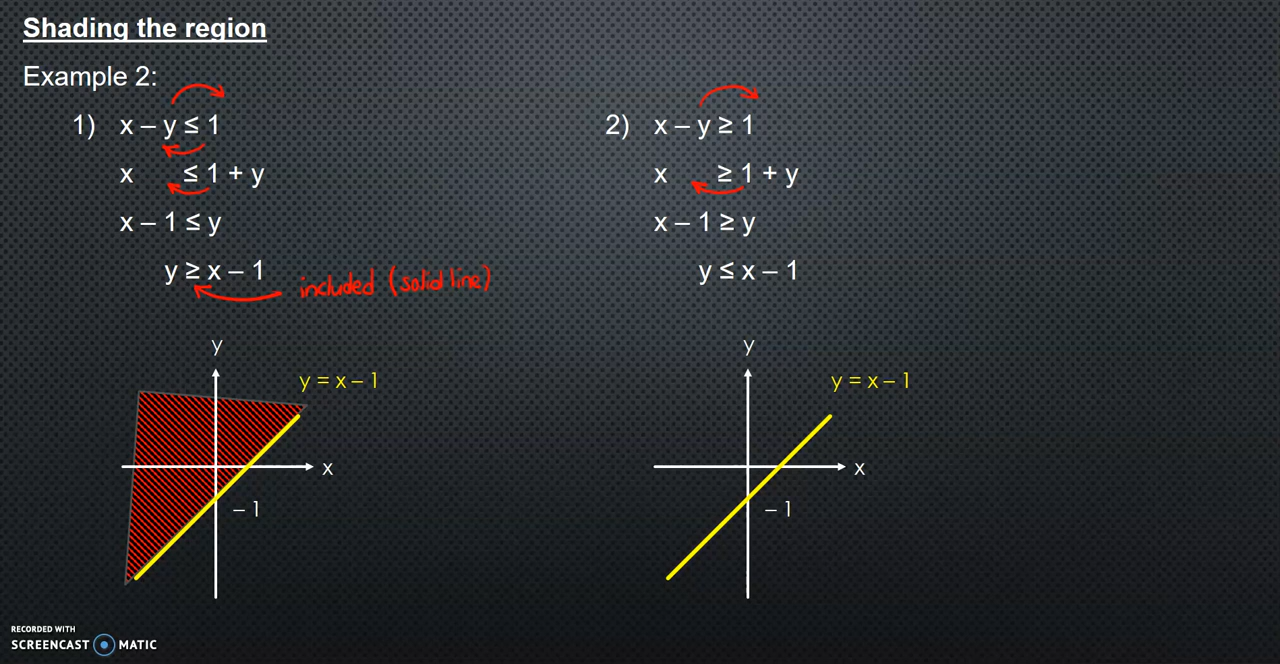 Shading the region
Example 2:
1) x – y ≤ 1
x ≤ 1 + y
x – 1 ≤ y
y ≥ x – 1 included (solid line)
y
y = x – 1
x
– 1
2) x – y ≥ 1
x ≥ 1 + y
x – 1 ≥ y
y ≤ x – 1
y
y = x – 1
x
– 1
RECORDED WITH
SCREENCAST MATIC